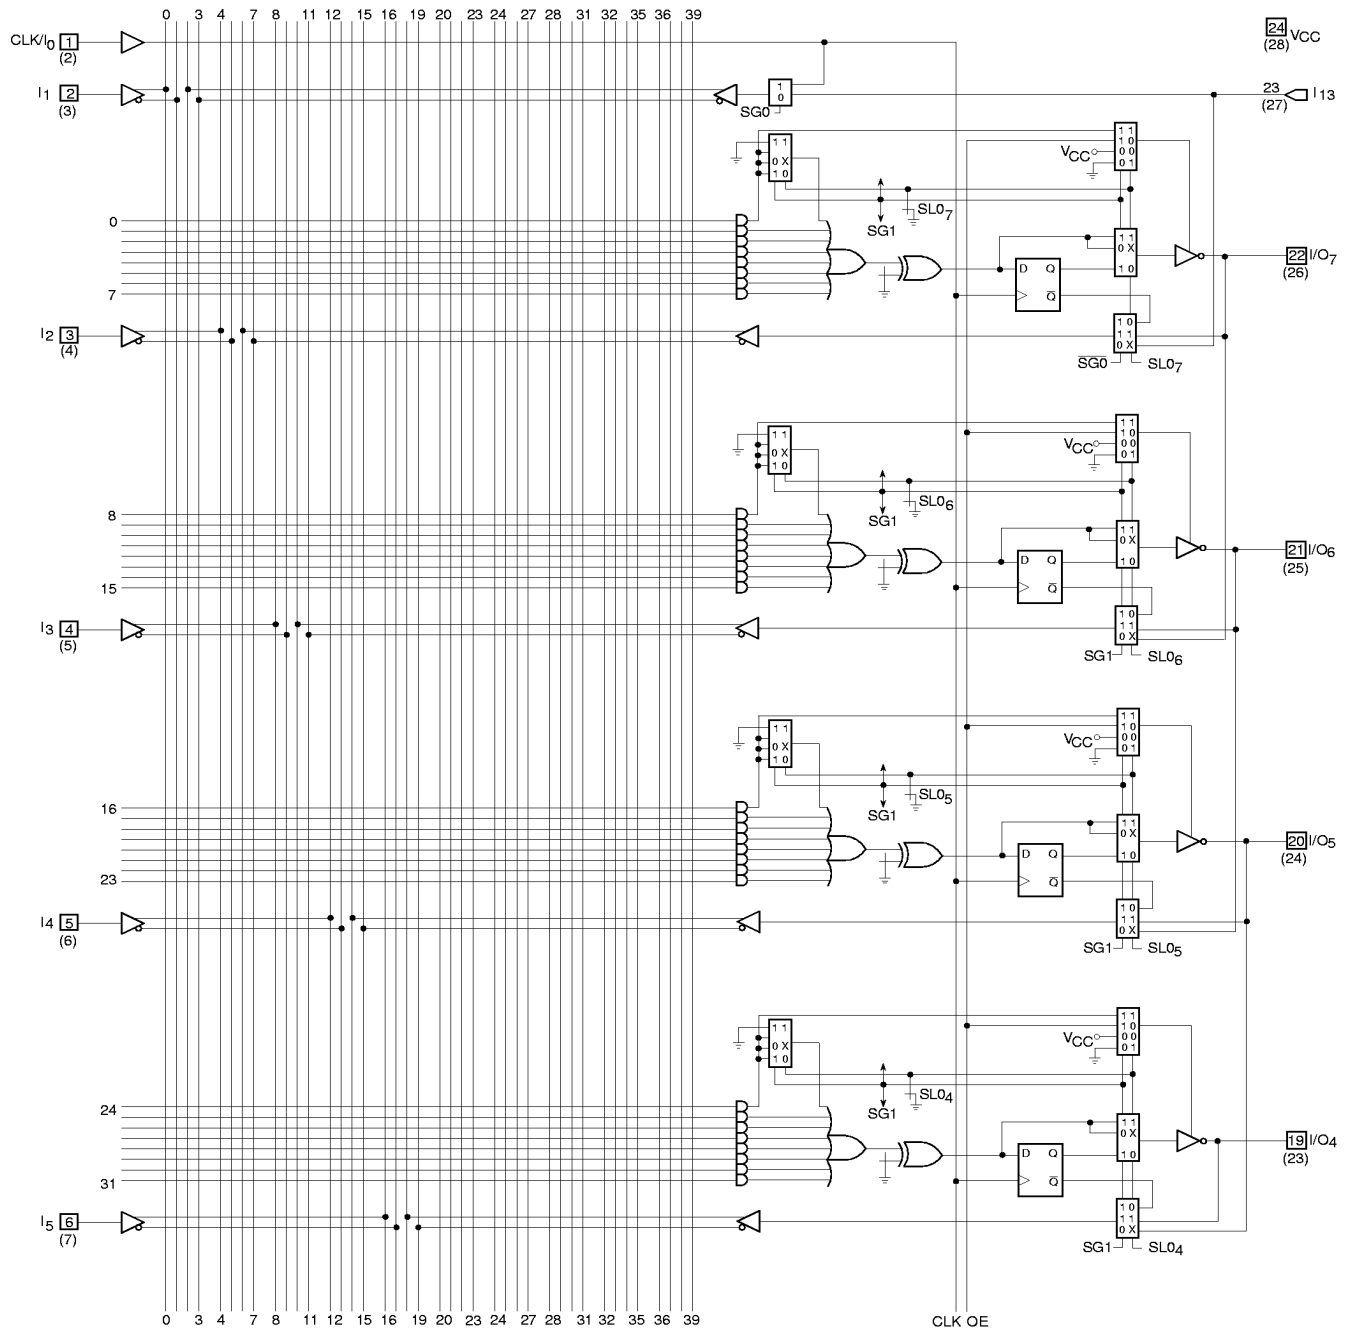 0 3 4 7 8 11 12 15 16 19 20 23 24 27 28 31 32 35 36 39
CLK/I0 1
(2)
24 VCC
(28)
I1 2
(3)
1
0
SG0
23 I13
(27)
1 1
0 X
1 0
1 1
1 0
0 0
0 1
VCC
SL07
SG1
0
7
D Q
Q
1 1
0 X
1 0
22 I/O7
(26)
I2 3
(4)
1 0
1 1
0 X
SG0 SL07
1 1
0 X
1 0
1 1
1 0
0 0
0 1
VCC
SL06
SG1
8
15
D Q
Q
1 1
0 X
1 0
21 I/O6
(25)
I3 4
(5)
1 0
1 1
0 X
SG1 SL06
1 1
0 X
1 0
1 1
1 0
0 0
0 1
VCC
SL05
SG1
16
23
D Q
Q
1 1
0 X
1 0
20 I/O5
(24)
I4 5
(6)
1 0
1 1
0 X
SG1 SL05
1 1
0 X
1 0
1 1
1 0
0 0
0 1
VCC
SL04
SG1
24
31
D Q
Q
1 1
0 X
1 0
19 I/O4
(23)
I5 6
(7)
1 0
1 1
0 X
SG1 SL04
0 3 4 7 8 11 12 15 16 19 20 23 24 27 28 31 32 35 36 39
CLK OE